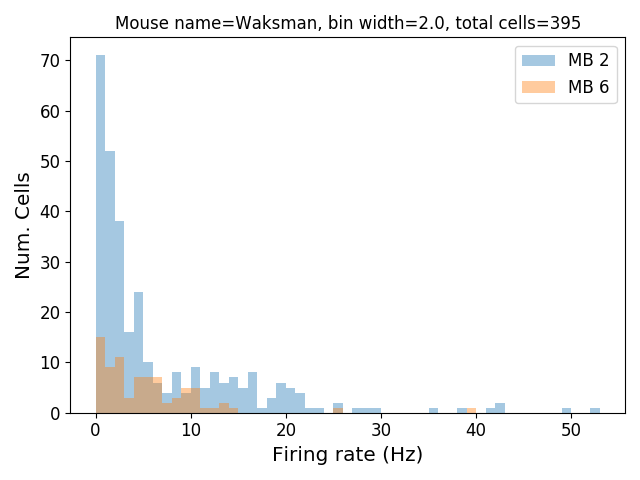 Mouse name=Waksman, bin width=2.0, total cells=395
MB 2
MB 6
Num. Cells
70
60
50
40
30
20
10
0
0 10 20 30 40 50
Firing rate (Hz)